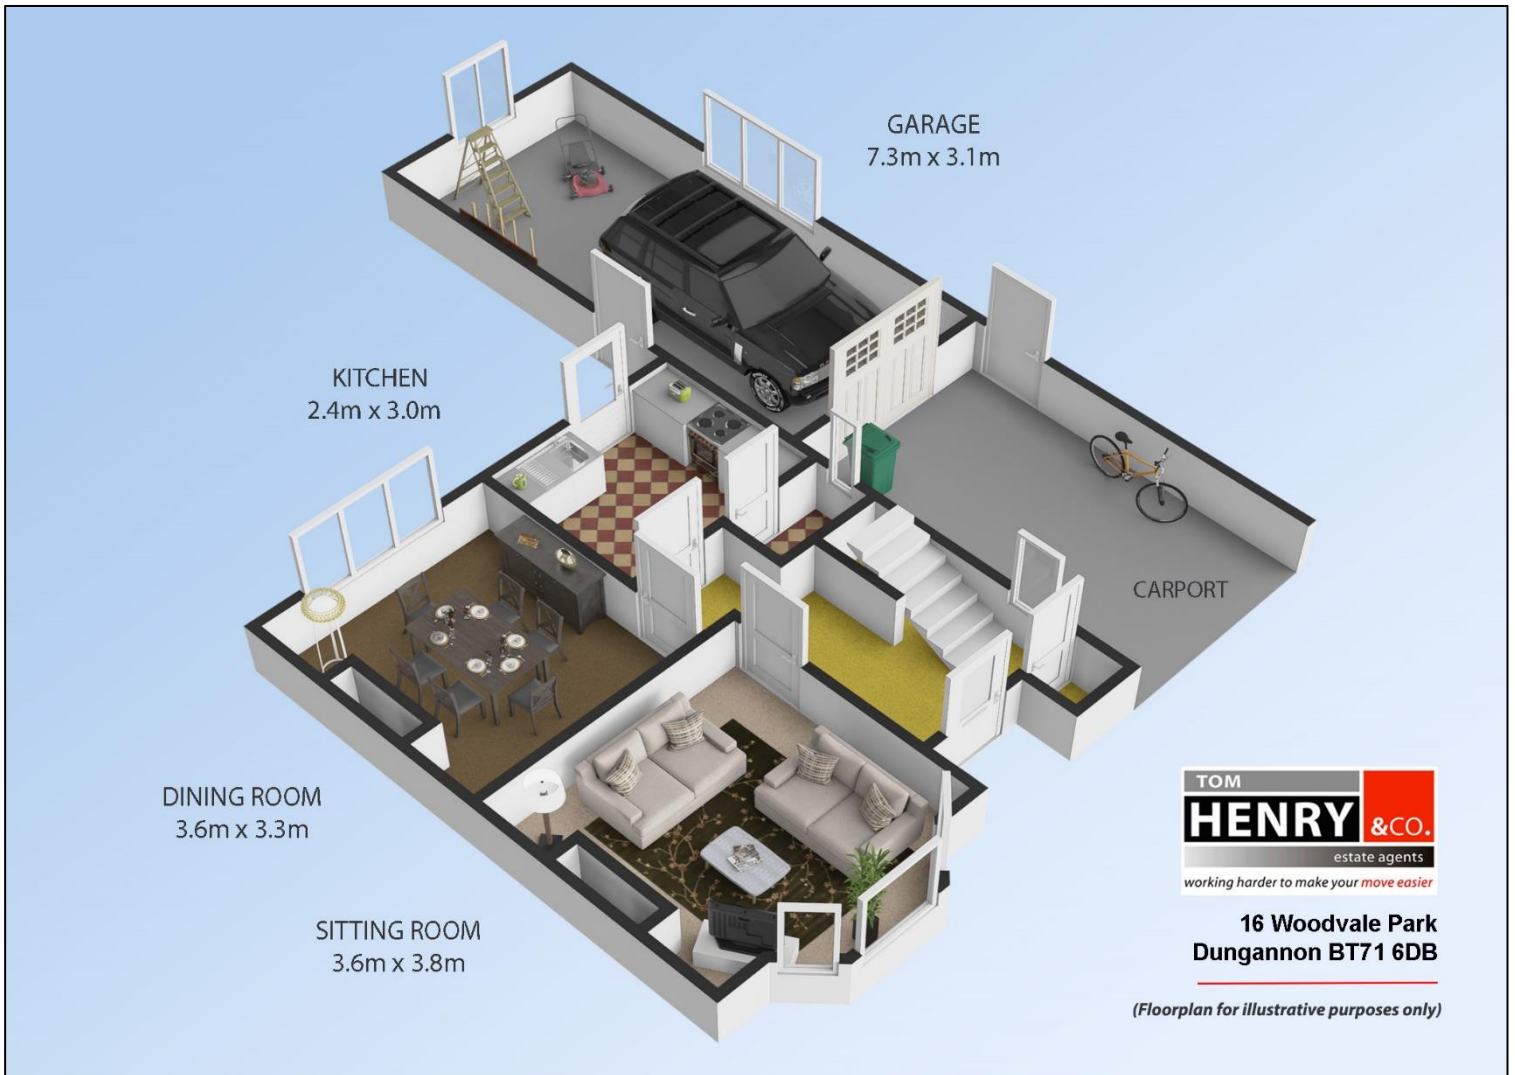 GARAGE
7.3m x 3.1m
KITCHEN
2.4m x 3.0m
CARPORT
DINING ROOM
3.6m x 3.3m
SITTING ROOM
3.6m x 3.8m
TOM
HENRY &CO.
estate agents
working harder to make your move easier
16 Woodvale Park
Dungannon BT71 6DB
(Floorplan for illustrative purposes only)